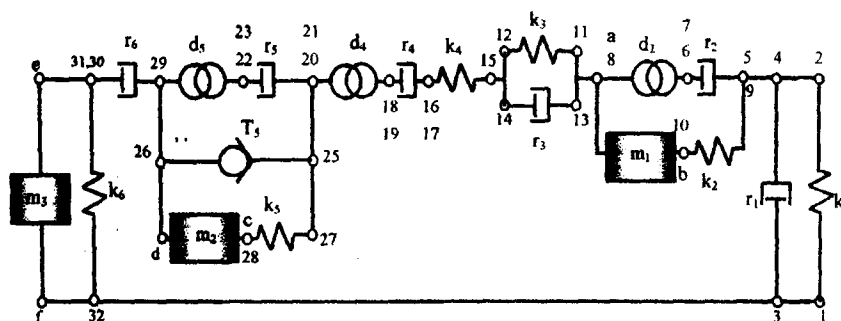 k₃
r₆ d₅ 23 r₅ 21 d₄ r₄ k₄ 12 11 a d₂ 7 r₂
e 31,30 29 22 20 15 8 6 5 4 2
18 16 9
19 17 14 13
r₃
26 T₅ 25 10
m₁ b k₂
m₃ k₆ k₅ r₁ k
c
d m₂ 28 27
f 32 3 1